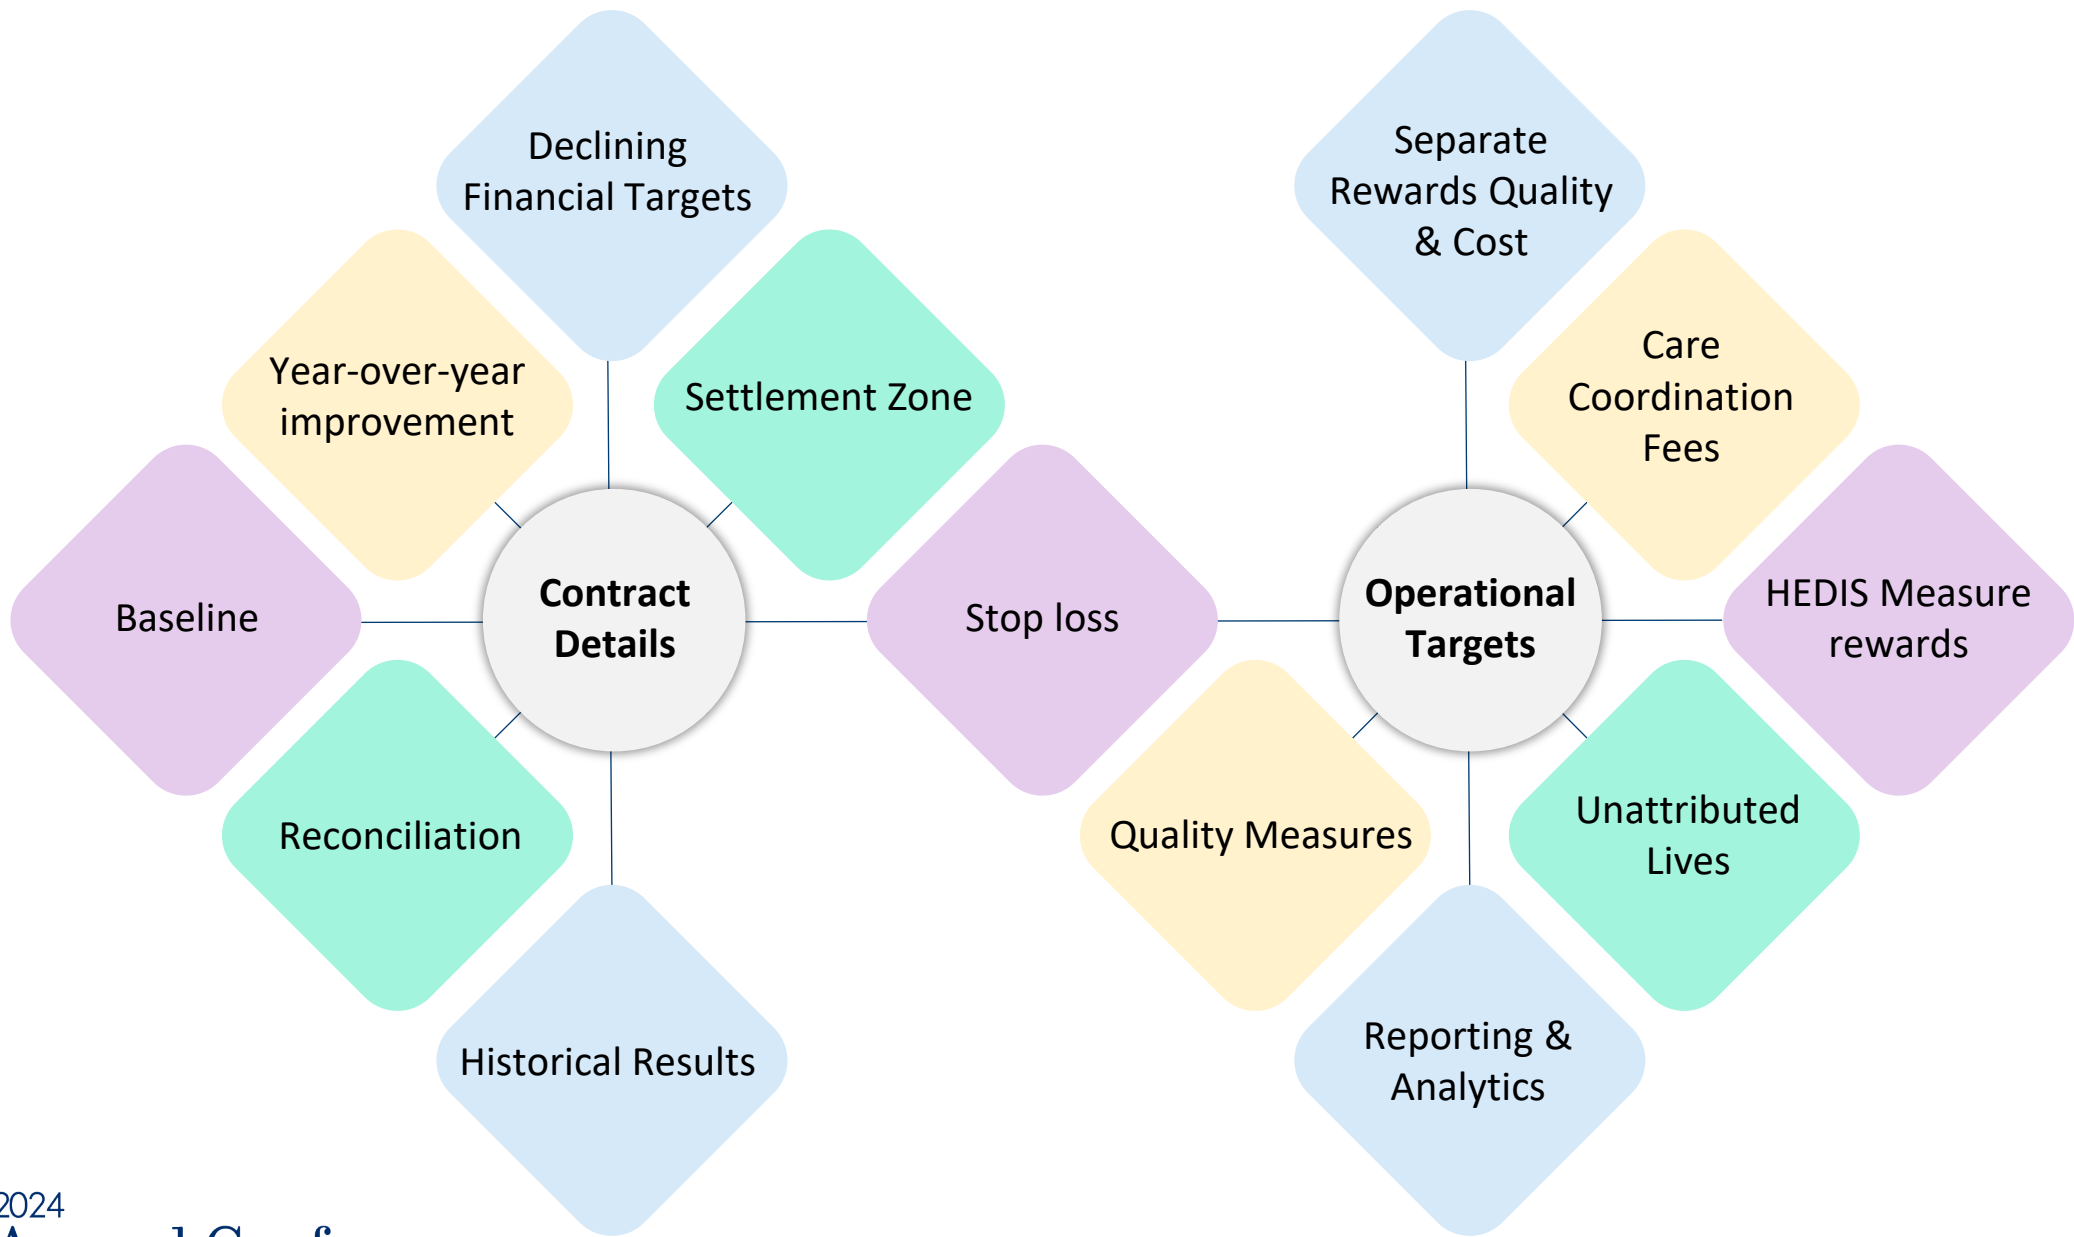 Declining
Financial Targets
Year-over-year
improvement
Settlement Zone
Baseline
Contract
Details
Stop loss
Reconciliation
Historical Results
Separate
Rewards Quality
& Cost
Care
Coordination
Fees
Operational
Targets
HEDIS Measure
rewards
Quality Measures
Unattributed
Lives
Reporting &
Analytics
2024